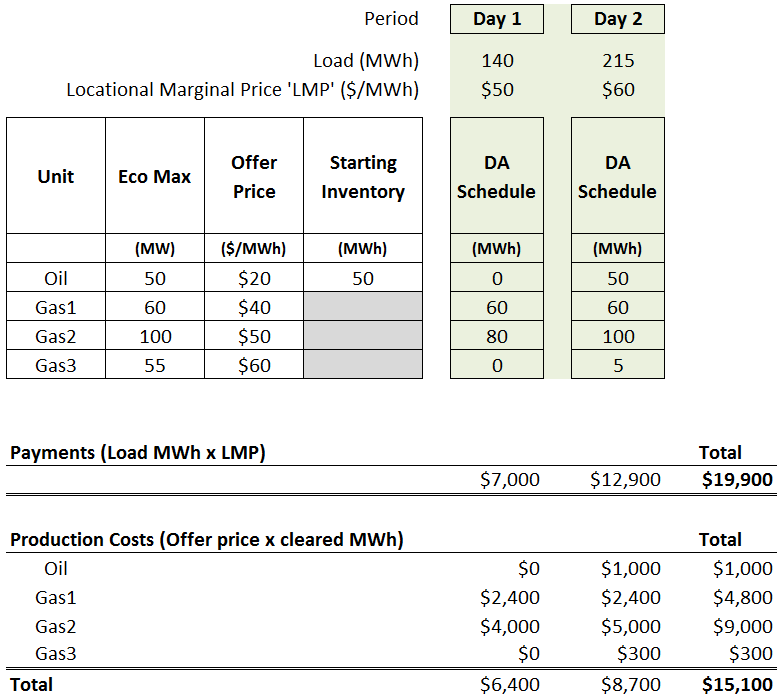 Period Day 1 Day 2
Load (MWh) 140 215
Locational Marginal Price 'LMP' ($/MWh) $50 $60
Unit Eco Max Offer Price Starting Inventory DA Schedule DA Schedule
(MW) ($/MWh) (MWh) (MWh) (MWh)
Oil 50 $20 50 0 50
Gas1 60 $40 60 60
Gas2 100 $50 80 100
Gas3 55 $60 0 5
Payments (Load MWh x LMP) Total
$7,000 $12,900 $19,900
Production Costs (Offer price x cleared MWh) Total
Oil $0 $1,000 $1,000
Gas1 $2,400 $2,400 $4,800
Gas2 $4,000 $5,000 $9,000
Gas3 $0 $300 $300
Total $6,400 $8,700 $15,100